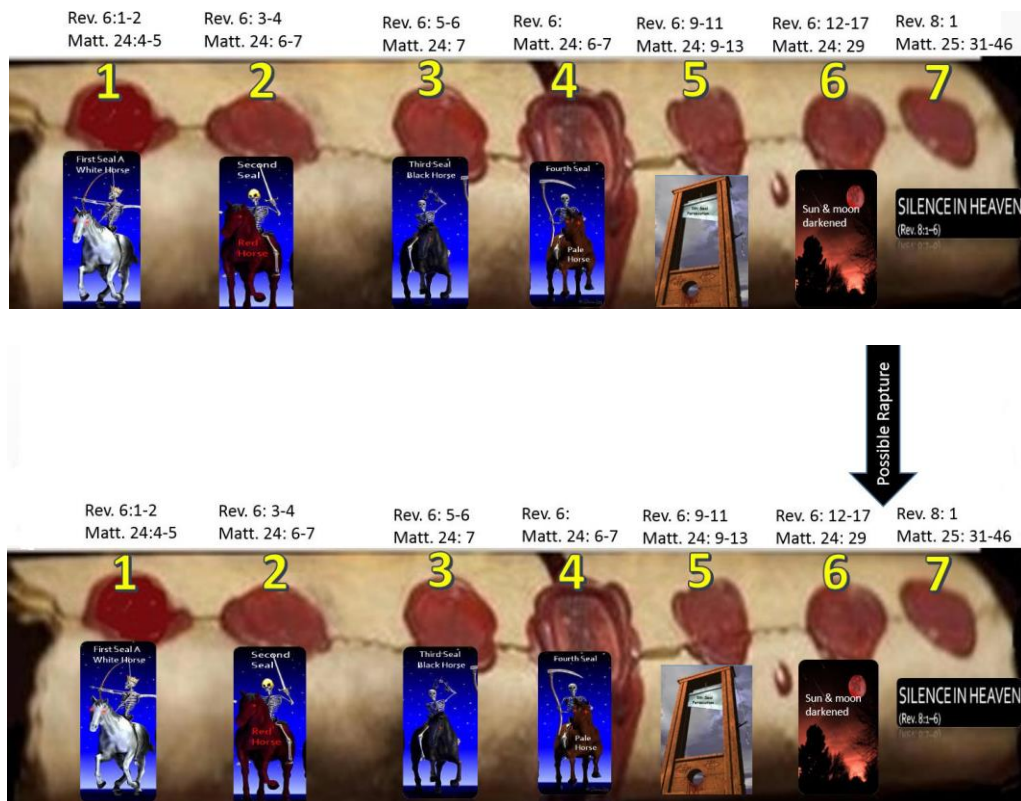 Rev. 6:1-2
Matt. 24:4-5
Rev. 6: 3-4
Matt. 24: 6-7
Rev. 6: 5-6
Matt. 24: 7
Rev. 6:
Matt. 24: 6-7
Rev. 6: 9-11
Matt. 24: 9-13
Rev. 6: 12-17
Matt. 24: 29
Rev. 8: 1
Matt. 25: 31-46
1
2
3
4
5
6
7
First Seal A
White Horse
Second
Seal
Red
Horse
Third Seal
Black Horse
Fourth Seal
Pale
Horse
Sun & moon
darkened
SILENCE IN HEAVEN
(Rev. 8:1–6)
Possible Rapture
Rev. 6:1-2
Matt. 24:4-5
Rev. 6: 3-4
Matt. 24: 6-7
Rev. 6: 5-6
Matt. 24: 7
Rev. 6:
Matt. 24: 6-7
Rev. 6: 9-11
Matt. 24: 9-13
Rev. 6: 12-17
Matt. 24: 29
Rev. 8: 1
Matt. 25: 31-46
1
2
3
4
5
6
7
First Seal A
White Horse
Second
Seal
Red
Horse
Third Seal
Black Horse
Fourth Seal
Pale
Horse
Sun & moon
darkened
SILENCE IN HEAVEN
(Rev. 8:1–6)